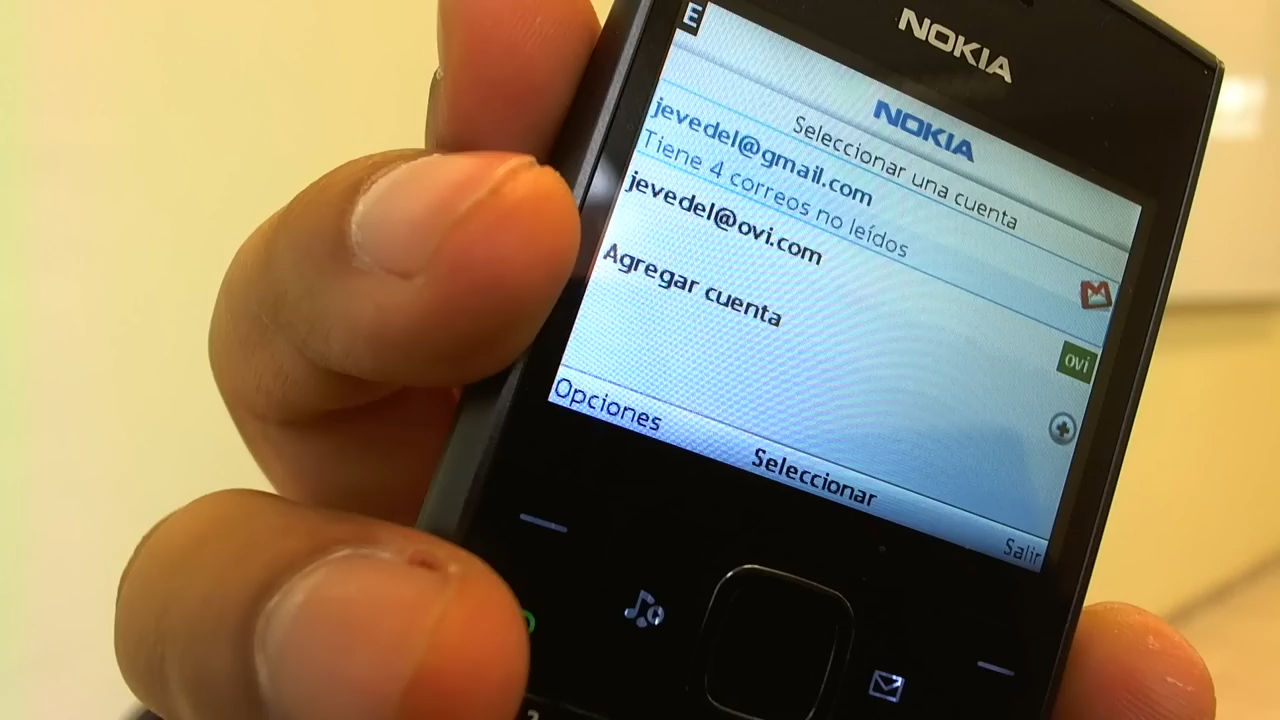 NOKIA
E
NOKIA
Seleccionar una cuenta
jevedel@gmail.com
Tiene 4 correos no leídos
jevedel@ovi.com
ovi
Agregar cuenta
Opciones
Seleccionar
Salir